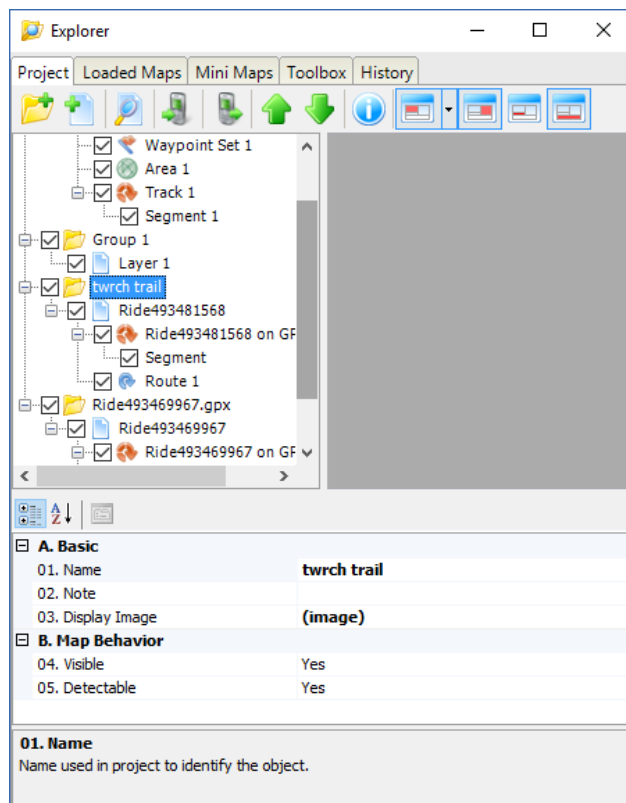 Explorer
Project Loaded Maps Mini Maps Toolbox History
Waypoint Set 1
Area 1
Track 1
Segment 1
Group 1
Layer 1
twrch trail
Ride493481568
Ride493481568 on GP
Segment
Route 1
Ride493469967.gpx
Ride493469967
Ride493469967 on GP
A. Basic
01. Name twrch trail
02. Note
03. Display Image (image)
B. Map Behavior
04. Visible Yes
05. Detectable Yes
01. Name
Name used in project to identify the object.